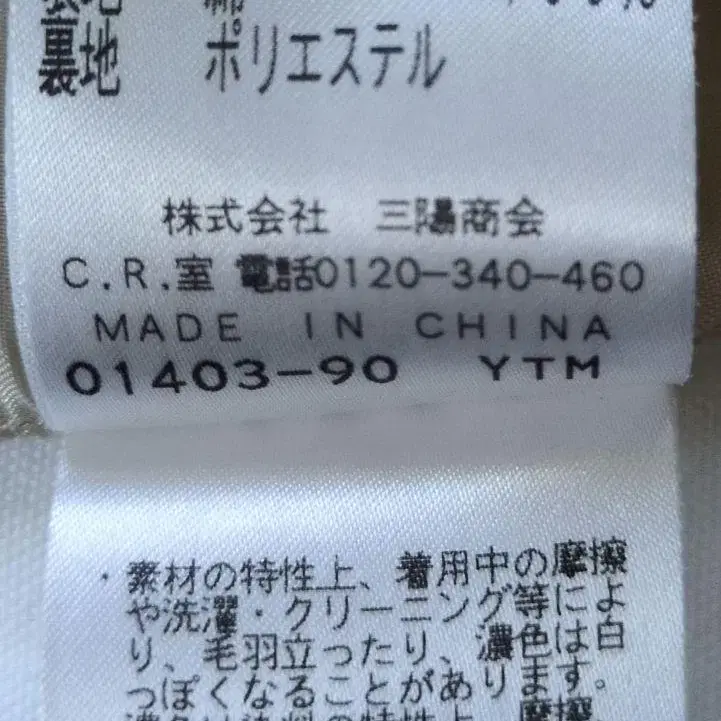 裏地 ポリエステル
株式会社 三陽商会
C.R.室 電話0120-340-460
MADE IN CHINA
01403-90 YTM
・素材の特性上、着用中の摩擦
や洗濯・クリーニング等によ
り、毛羽立ったり、濃色は白
っぽくなることがあります。